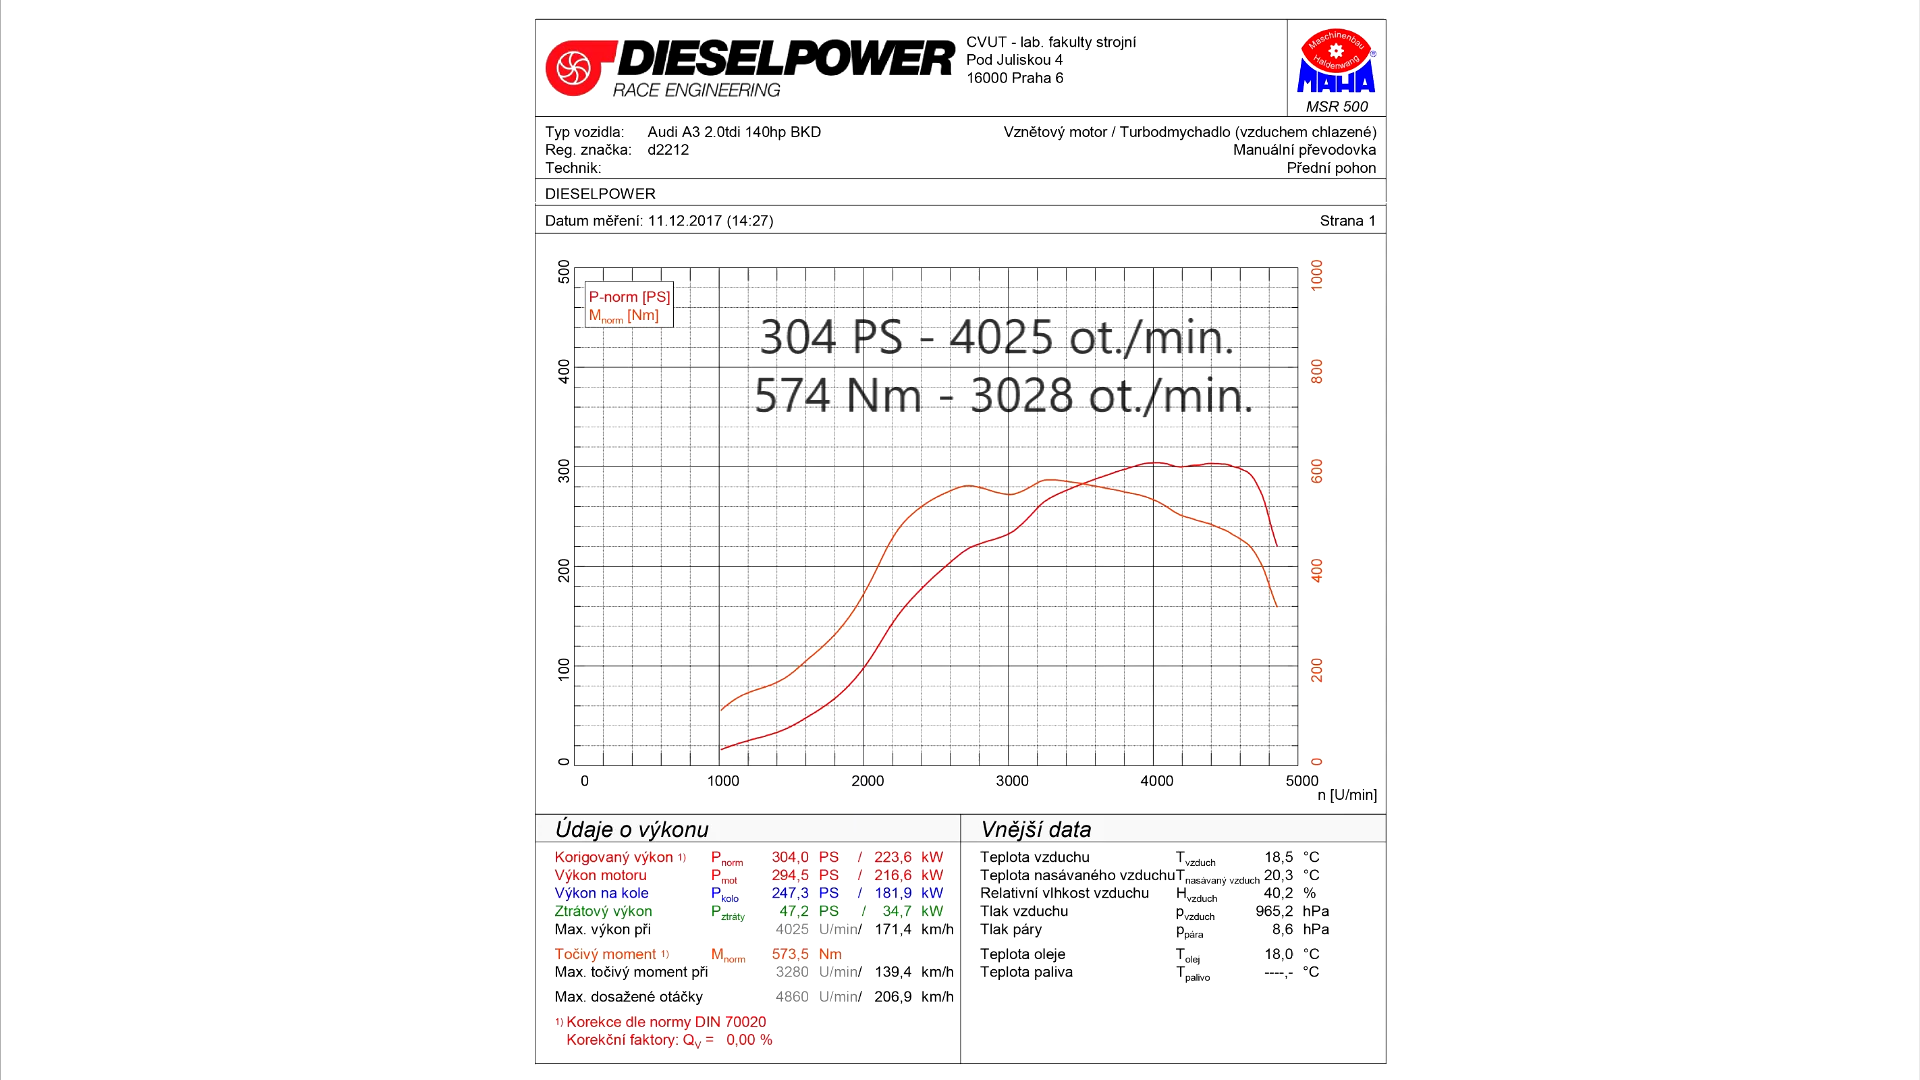 DIESELPOWER
RACE ENGINEERING
CVUT - lab. fakulty strojní
Pod Juliskou 4
16000 Praha 6
Maschinenbau
Haldenwang
MAHA®
MSR 500
Typ vozidla: Audi A3 2.0tdi 140hp BKD
Reg. značka: d2212
Technik:
Vznětový motor / Turbodmychadlo (vzduchem chlazené)
Manuální převodovka
Přední pohon
DIESELPOWER
Datum měření: 11.12.2017 (14:27) Strana 1
P-norm [PS]
Mnorm [Nm]
304 PS - 4025 ot./min.
574 Nm - 3028 ot./min.
500
400
300
200
100
0
1000
800
600
400
200
0
0 1000 2000 3000 4000 5000
n [U/min]
Údaje o výkonu
Korigovaný výkon 1) Pnorm 304,0 PS / 223,6 kW
Výkon motoru Pmot 294,5 PS / 216,6 kW
Výkon na kole Pkolo 247,3 PS / 181,9 kW
Ztrátový výkon Pztráty 47,2 PS / 34,7 kW
Max. výkon při 4025 U/min/ 171,4 km/h
Točivý moment 1) Mnorm 573,5 Nm
Max. točivý moment při 3280 U/min/ 139,4 km/h
Max. dosažené otáčky 4860 U/min/ 206,9 km/h
1) Korekce dle normy DIN 70020
Korekční faktory: QV = 0,00 %
Vnější data
Teplota vzduchu Tvzduch 18,5 °C
Teplota nasávaného vzduchu Tnasávaný vzduch 20,3 °C
Relativní vlhkost vzduchu Hvzduch 40,2 %
Tlak vzduchu pvzduch 965,2 hPa
Tlak páry ppára 8,6 hPa
Teplota oleje Tolej 18,0 °C
Teplota paliva Tpalivo ----,- °C